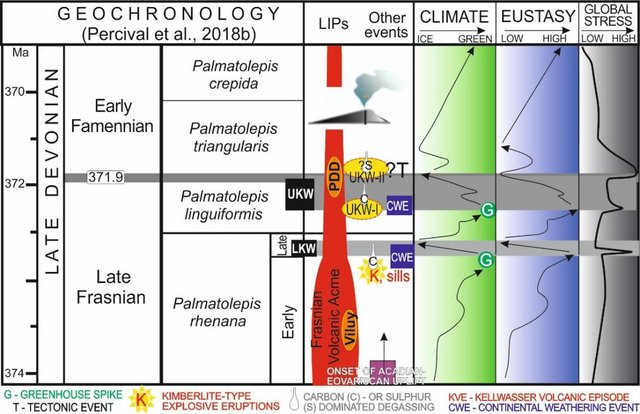 GEOCHRONOLOGY
(Percival et al., 2018b)
LIPs
Other
events
CLIMATE
ICE GREEN
EUSTASY
LOW HIGH
GLOBAL
STRESS
LOW HIGH
Ma
370
372
374
LATE DEVONIAN
Early
Famennian
371.9
Late
Frasnian
Palmatolepis
crepida
Palmatolepis
triangularis
Palmatolepis
linguiformis
Palmatolepis
rhenana
Late
Early
UKW
LKW
PDD
Frasnian
Volcanic Acme
Viluy
?S
UKW-II
?T
C
UKW-I
CWE
C
K, sills
CWE
ONSET OF ACADIAN-
EOVARISCAN UPLIFT
G
G
G - GREENHOUSE SPIKE
T - TECTONIC EVENT
K
KIMBERLITE-TYPE
EXPLOSIVE ERUPTIONS
CARBON (C) - OR SULPHUR
(S) DOMINATED DEGASSING
KVE - KELLWASSER VOLCANIC EPISODE
CWE - CONTINENTAL WEATHERING EVENT